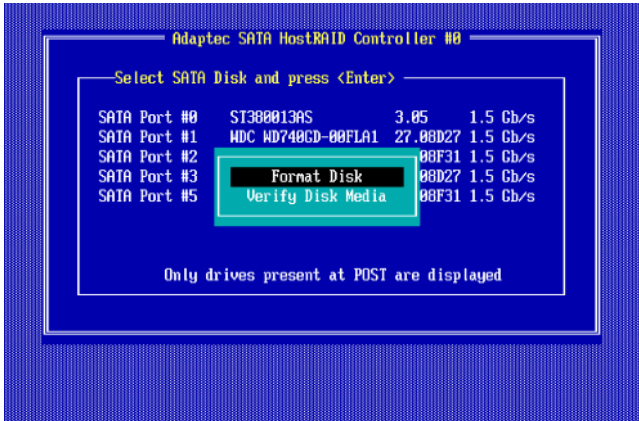 Adaptec SATA HostRAID Controller #0
Select SATA Disk and press <Enter>
SATA Port #0 ST380013AS 3.05 1.5 Gb/s
SATA Port #1 WDC WD740GD-00FLA1 27.08D27 1.5 Gb/s
SATA Port #2 08F31 1.5 Gb/s
SATA Port #3 Format Disk 08D27 1.5 Gb/s
SATA Port #5 Verify Disk Media 08F31 1.5 Gb/s
Only drives present at POST are displayed